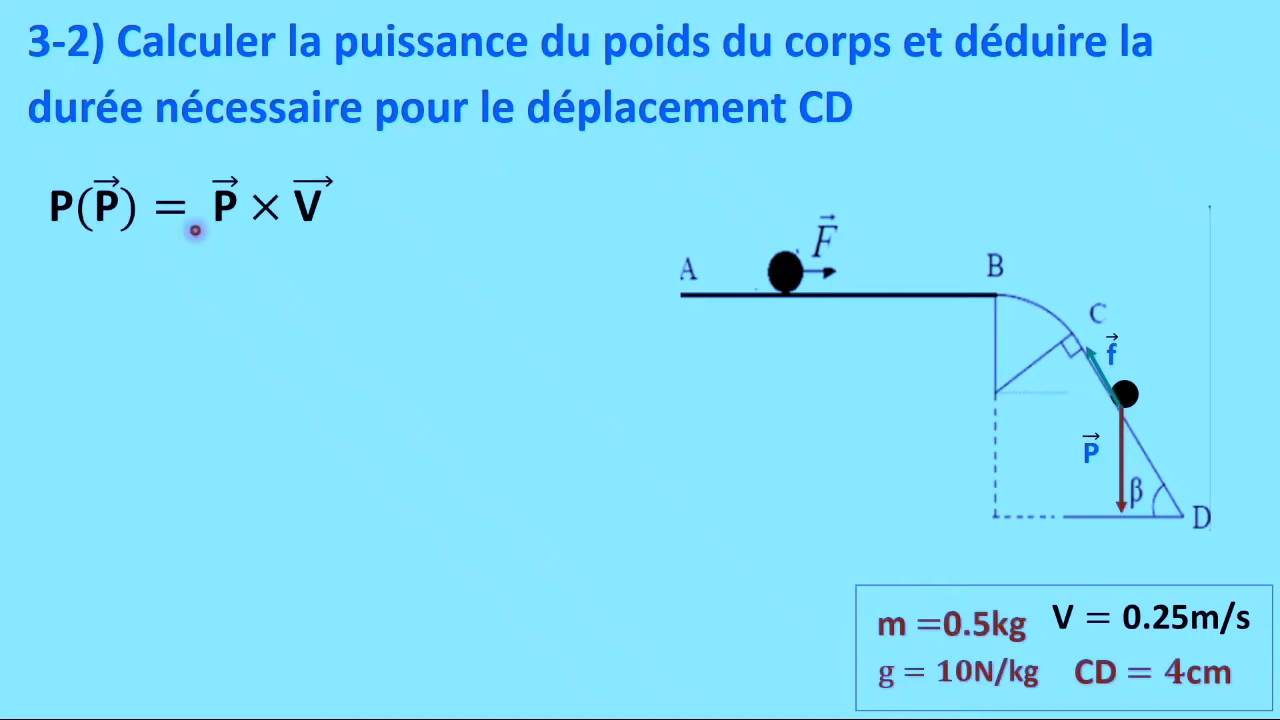 3-2) Calculer la puissance du poids du corps et déduire la
durée nécessaire pour le déplacement CD
P(P⃗) = P⃗ × V⃗
F⃗
A
B
C
f⃗
P⃗
β
D
m =0.5kg V = 0.25m/s
g = 10N/kg CD = 4cm